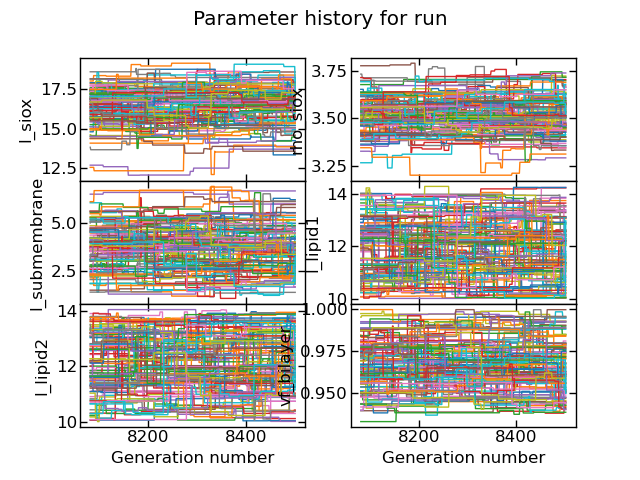 Parameter history for run
17.5
15.0
12.5
l_siox
3.75
3.50
3.25
rho_siox
5.0
2.5
l_submembrane
14
12
10
l_lipid1
14
12
10
l_lipid2
1.000
0.975
0.950
vf_bilayer
8200
8400
Generation number
8200
8400
Generation number